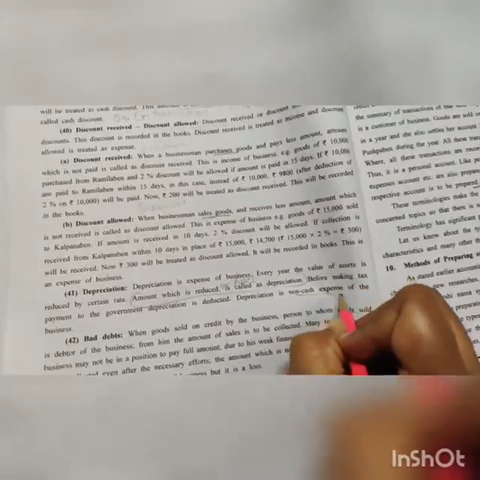 will be treated as cash discount.
called cash discount.
(40) Discount received – Discount allowed: Discount received or discount
discounts. This discount is recorded in the books. Discount received is treated as income and discount
allowed is treated as expense.
(a) Discount received: When a businessman purchases goods and pays less amount, amount
which is not paid is called as discount received. This is income of business. e.g. goods of ₹ 10,000
purchased from Ramilaben and 2 % discount will be allowed if amount is paid in 15 days. If ₹ 10,000
are paid to Ramilaben within 15 days, in this case, instead of ₹ 10,000, ₹ 9800 (after deduction of
2 % on ₹ 10,000) will be paid. Now, ₹ 200 will be treated as discount received. This will be recorded
in the books.
(b) Discount allowed: When businessman sales goods, and receives less amount, amount which
is not received is called as discount allowed. This is expense of business e.g. goods of ₹ 15,000 sold
to Kalpanaben. If amount is received in 10 days, 2 % discount will be allowed. If collection is
received from Kalpanaben within 10 days in place of ₹ 15,000, ₹ 14,700 (₹ 15,000 × 2 % = ₹ 300)
will be received. Now ₹ 300 will be treated as discount allowed. It will be recorded in books. This is
an expense of business.
(41) Depreciation: Depreciation is expense of business. Every year the value of assets is
reduced by certain rate. Amount which is reduced, is called as depreciation. Before making tax
payment to the government depreciation is deducted. Depreciation is non-cash expense of the
business.
(42) Bad debts: When goods sold on credit by the business, person to whom goods sold
is debtor of the business; from him the amount of sales is to be collected. Many
business may not be in a position to pay full amount, due to his weak finan
even after the necessary efforts; the amount which is no
but it is a loss.
the summary of transactions of that
is a customer of business. Goods are sold on
in a year and she also settles her account
Pushpaben during the year. All these tran
Where, all these transactions are reco
Thus, it is a personal account. Like pe
expenses account etc. are also prepare
respective account is to be prepared,
These terminologies make the
concerned topics so that there is n
Terminology has significant
Let us know about the ty
characteristics and many other th
10. Methods of Preparing
As stated earlier account
new researches,
InShOt